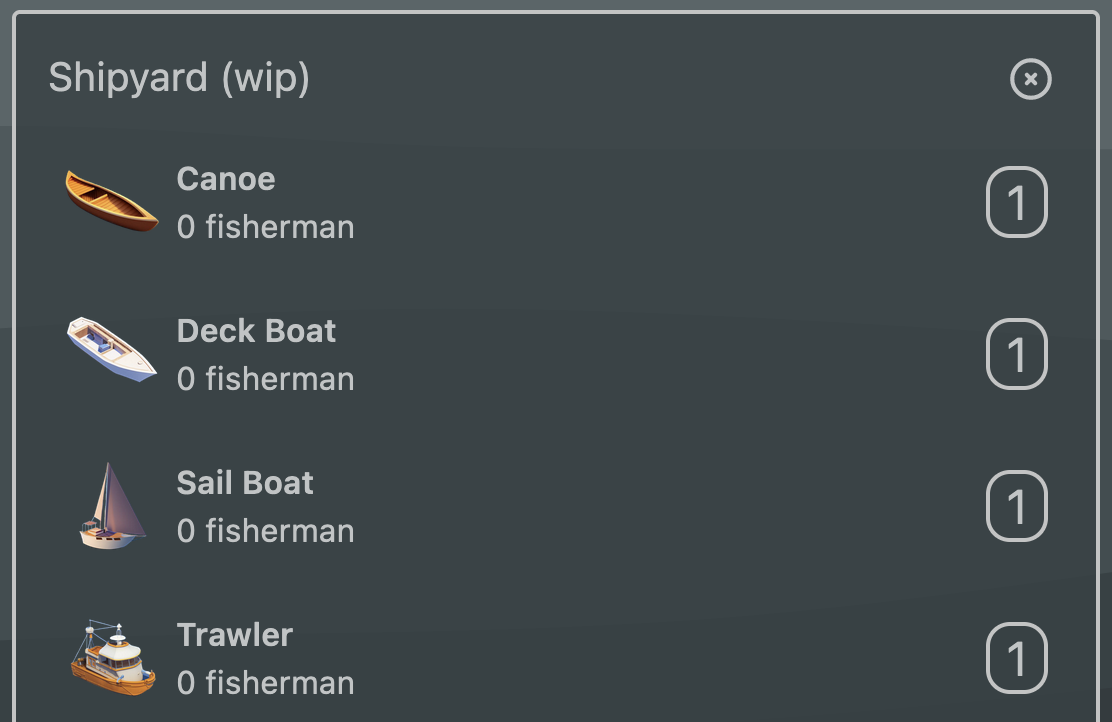 Shipyard (wip)
Canoe
0 fisherman
1
Deck Boat
0 fisherman
1
Sail Boat
0 fisherman
1
Trawler
0 fisherman
1